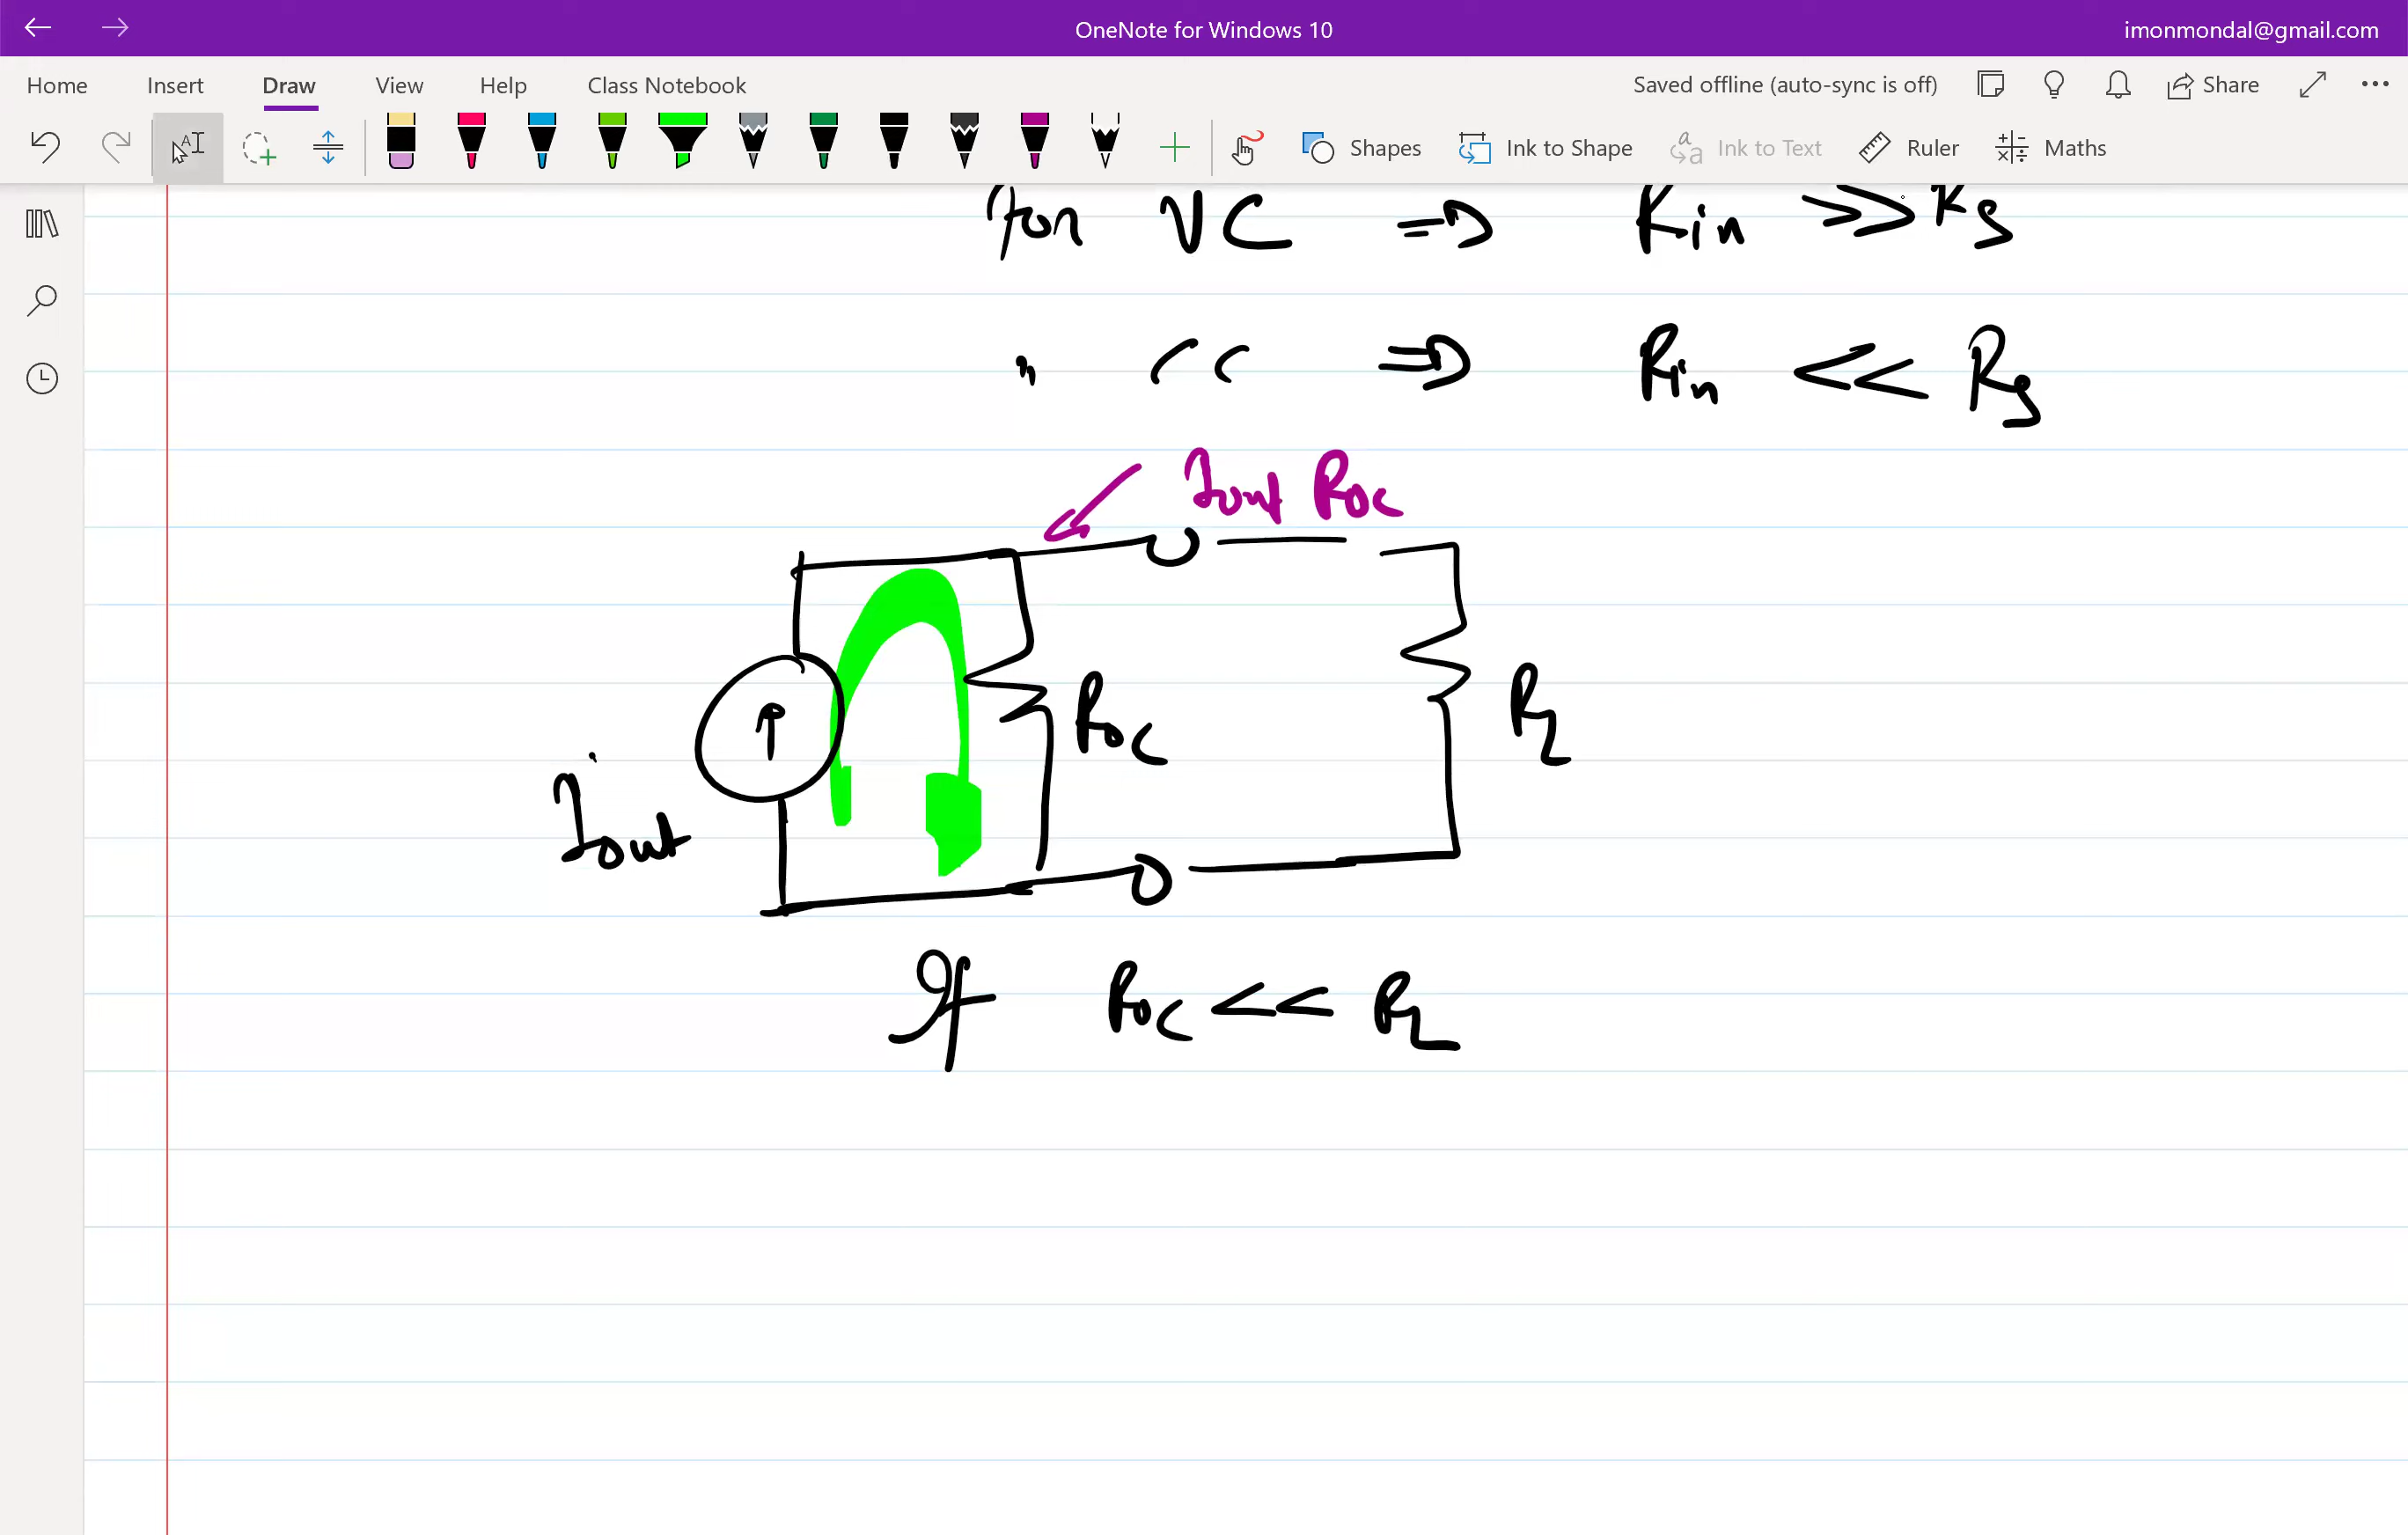 OneNote for Windows 10
imonmondal@gmail.com
Home Insert Draw View Help Class Notebook
Saved offline (auto-sync is off) Share
Shapes Ink to Shape Ink to Text Ruler Maths
for VC ⇒ Rin >> Rs
" CC ⇒ Rin << Rs
Iout Roc
Roc
RL
Iout
If Roc << RL